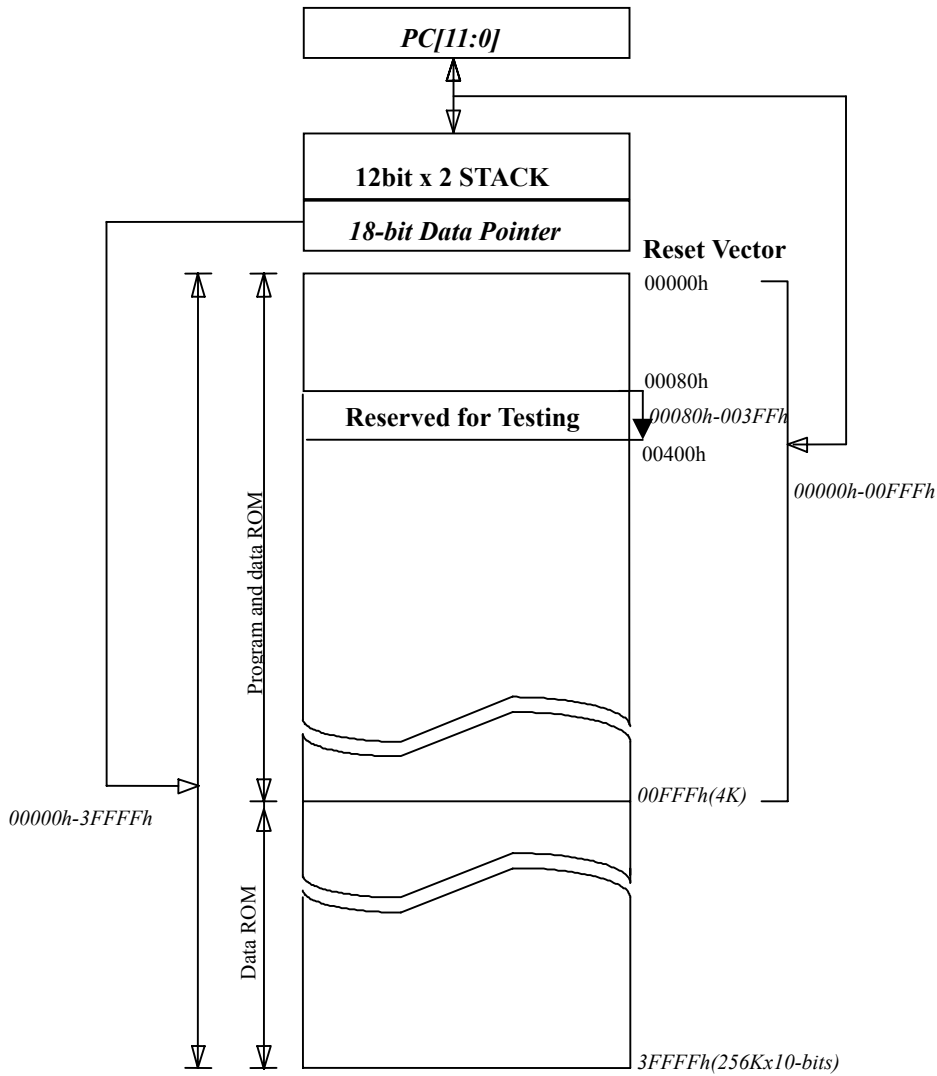 PC[11:0]
12bit x 2 STACK
18-bit Data Pointer
Reset Vector
00000h
00080h
Reserved for Testing
00080h-003FFh
00400h
00000h-00FFFh
Program and data ROM
00FFFh(4K)
00000h-3FFFFh
Data ROM
3FFFFh(256Kx10-bits)